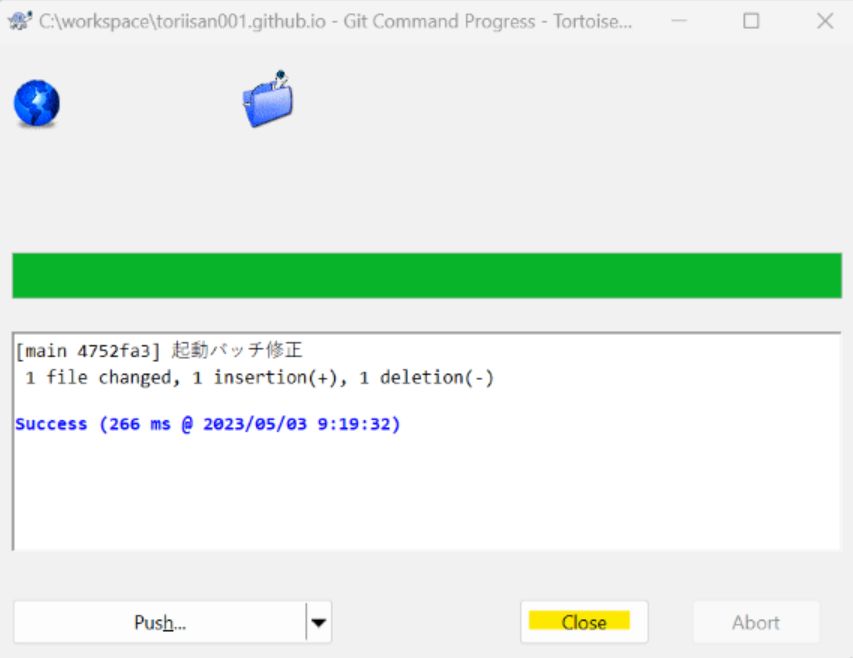 C:\workspace\toriisan001.github.io - Git Command Progress - Tortoise...
[main 4752fa3] 起動バッチ修正
1 file changed, 1 insertion(+), 1 deletion(-)
Success (266 ms @ 2023/05/03 9:19:32)
Push... Close Abort